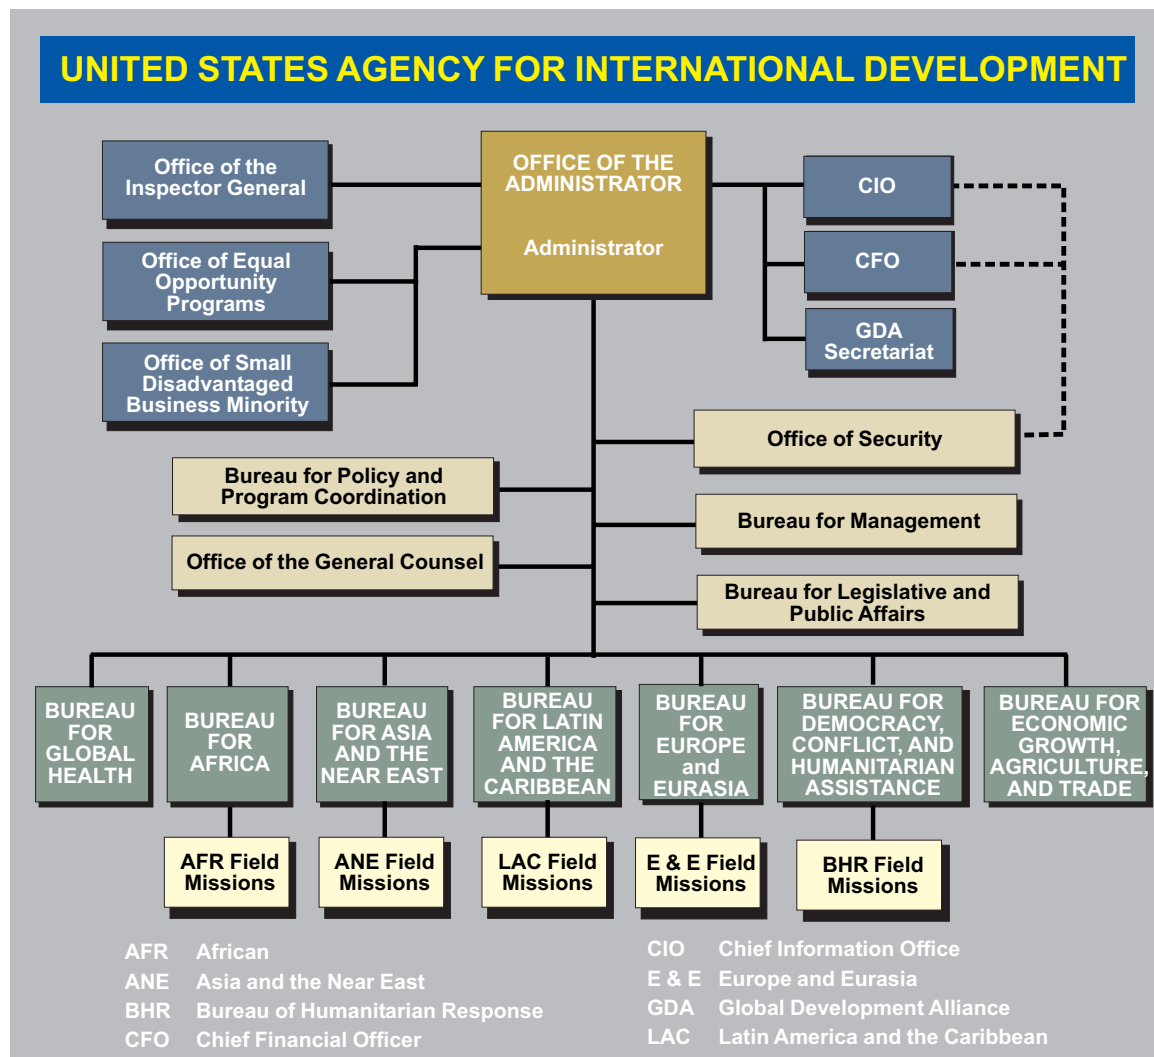 UNITED STATES AGENCY FOR INTERNATIONAL DEVELOPMENT
Office of the
Inspector General
OFFICE OF THE
ADMINISTRATOR
Administrator
CIO
Office of Equal
Opportunity
Programs
CFO
Office of Small
Disadvantaged
Business Minority
GDA
Secretariat
Office of Security
Bureau for Policy and
Program Coordination
Bureau for Management
Office of the General Counsel
Bureau for Legislative and
Public Affairs
BUREAU
FOR
GLOBAL
HEALTH
BUREAU
FOR
AFRICA
BUREAU
FOR ASIA
AND THE
NEAR EAST
BUREAU
FOR LATIN
AMERICA
AND THE
CARIBBEAN
BUREAU
FOR
EUROPE
and
EURASIA
BUREAU FOR
DEMOCRACY,
CONFLICT, AND
HUMANITARIAN
ASSISTANCE
BUREAU FOR
ECONOMIC
GROWTH,
AGRICULTURE,
AND TRADE
AFR Field
Missions
ANE Field
Missions
LAC Field
Missions
E & E Field
Missions
BHR Field
Missions
AFR African
ANE Asia and the Near East
BHR Bureau of Humanitarian Response
CFO Chief Financial Officer
CIO Chief Information Office
E & E Europe and Eurasia
GDA Global Development Alliance
LAC Latin America and the Caribbean